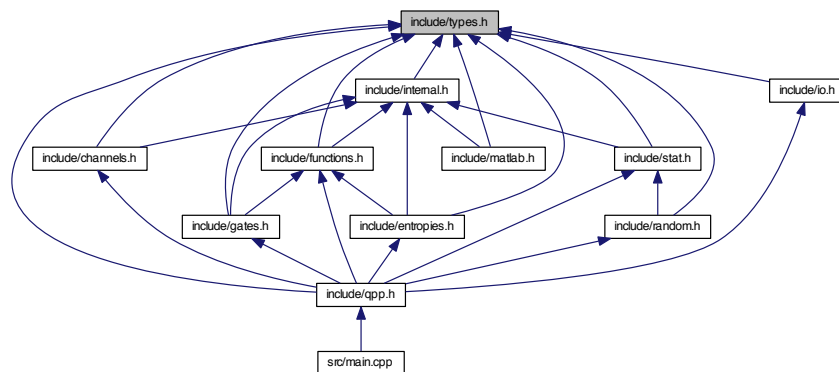 include/types.h
include/internal.h
include/io.h
include/channels.h
include/functions.h
include/matlab.h
include/stat.h
include/gates.h
include/entropies.h
include/random.h
include/qpp.h
src/main.cpp